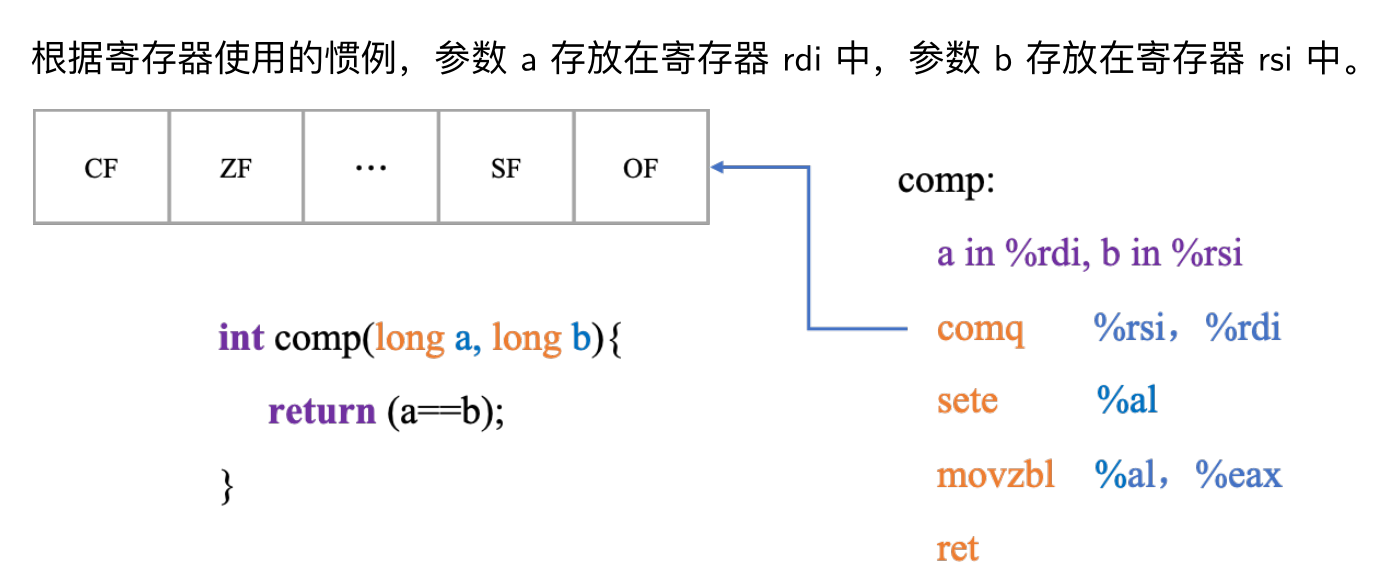 根据寄存器使用的惯例，参数 a 存放在寄存器 rdi 中，参数 b 存放在寄存器 rsi 中。
CF ZF ··· SF OF
comp:
a in %rdi, b in %rsi
int comp(long a, long b){
comq %rsi，%rdi
return (a==b);
sete %al
}
movzbl %al，%eax
ret